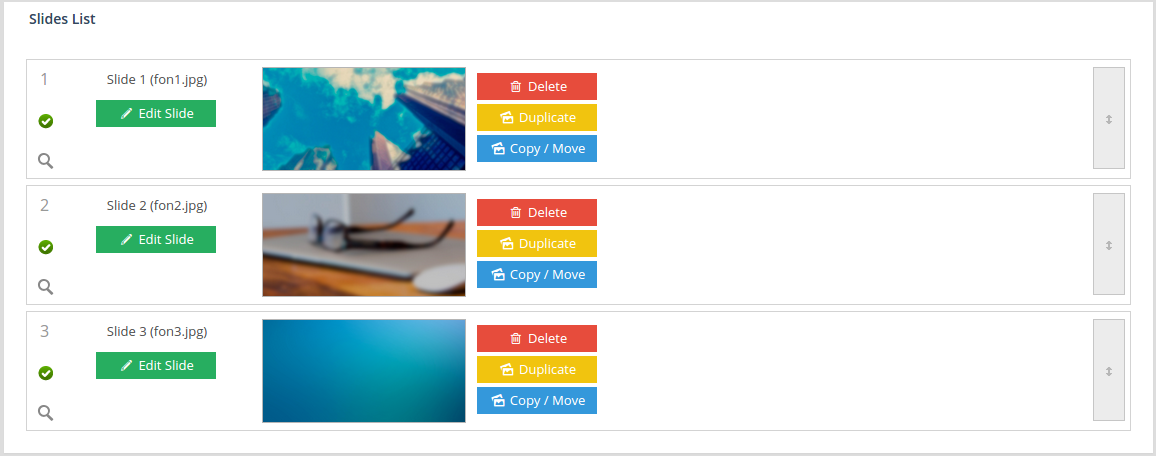 Slides List
1
Slide 1 (fon1.jpg)
Edit Slide
Delete
Duplicate
Copy / Move
2
Slide 2 (fon2.jpg)
Edit Slide
Delete
Duplicate
Copy / Move
3
Slide 3 (fon3.jpg)
Edit Slide
Delete
Duplicate
Copy / Move